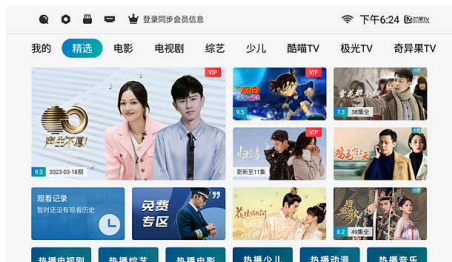 登录同步会员信息
下午6:24
我的 精选 电影 电视剧 综艺 少儿 酷喵TV 极光TV 奇异果TV
VIP
声生不息
9.2 2023-03-18期
VIP
9.5
7.3 38集全
VIP
归路
更新至11集
观看记录
暂时还没有观看历史
免费
专区
8.2 49集全
热播电视剧 热播综艺 热播电影 热播少儿 热播动漫 热播音乐